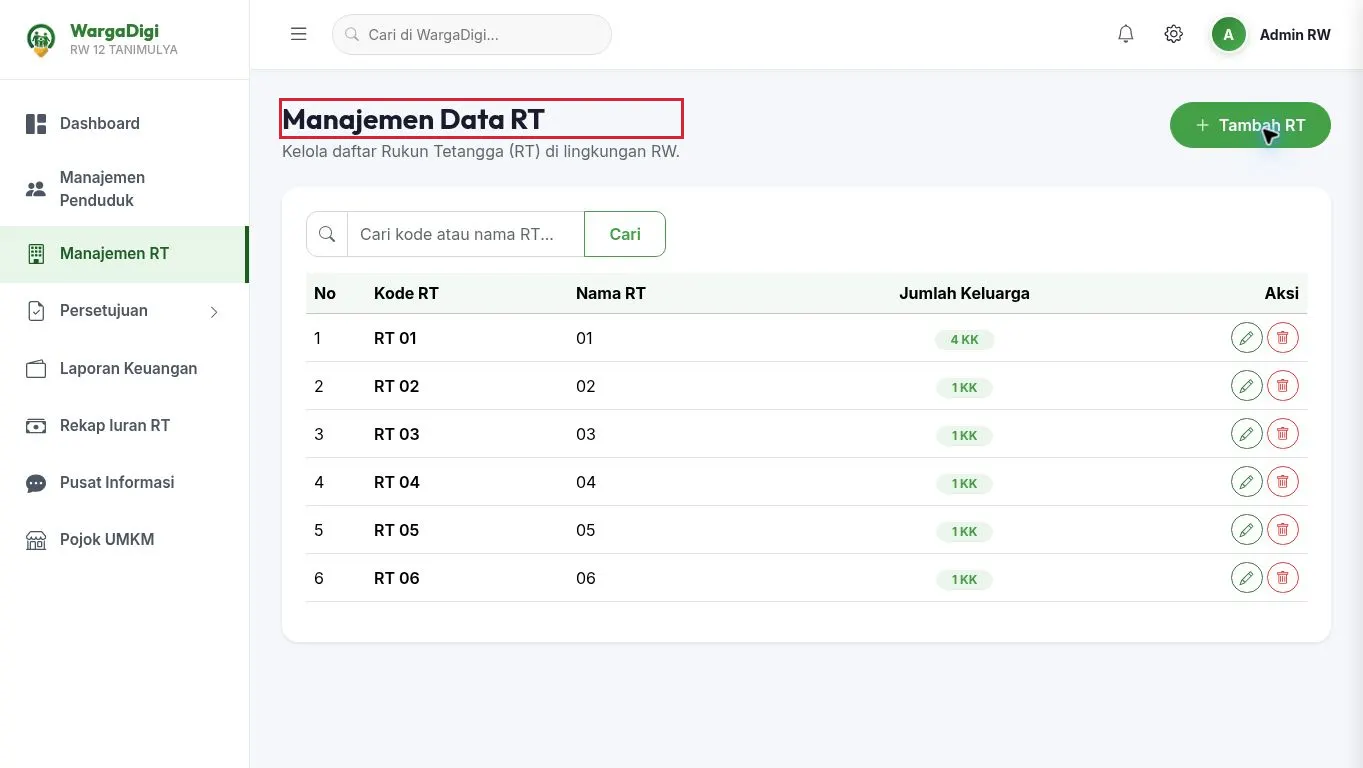 WargaDigi
RW 12 TANIMULYA
Cari di WargaDigi...
A
Admin RW
Dashboard
Manajemen
Penduduk
Manajemen RT
Persetujuan
Laporan Keuangan
Rekap Iuran RT
Pusat Informasi
Pojok UMKM
Manajemen Data RT
Kelola daftar Rukun Tetangga (RT) di lingkungan RW.
+ Tambah RT
Cari kode atau nama RT... Cari
No Kode RT Nama RT Jumlah Keluarga Aksi
1 RT 01 01 4 KK
2 RT 02 02 1 KK
3 RT 03 03 1 KK
4 RT 04 04 1 KK
5 RT 05 05 1 KK
6 RT 06 06 1 KK